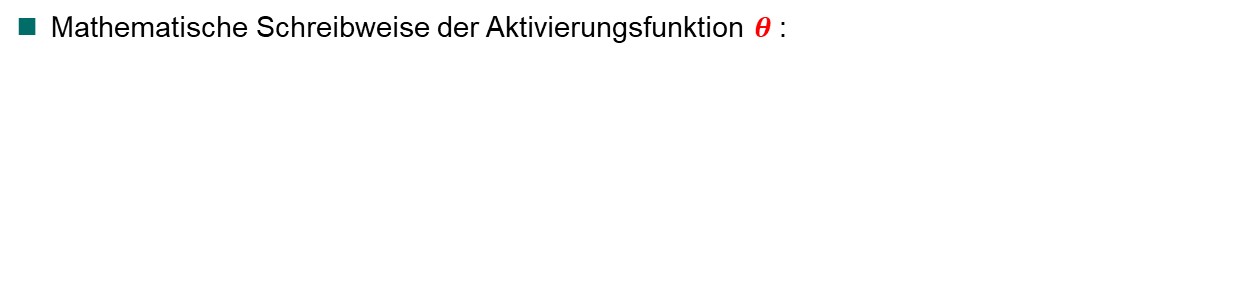 Mathematische Schreibweise der Aktivierungsfunktion θ :